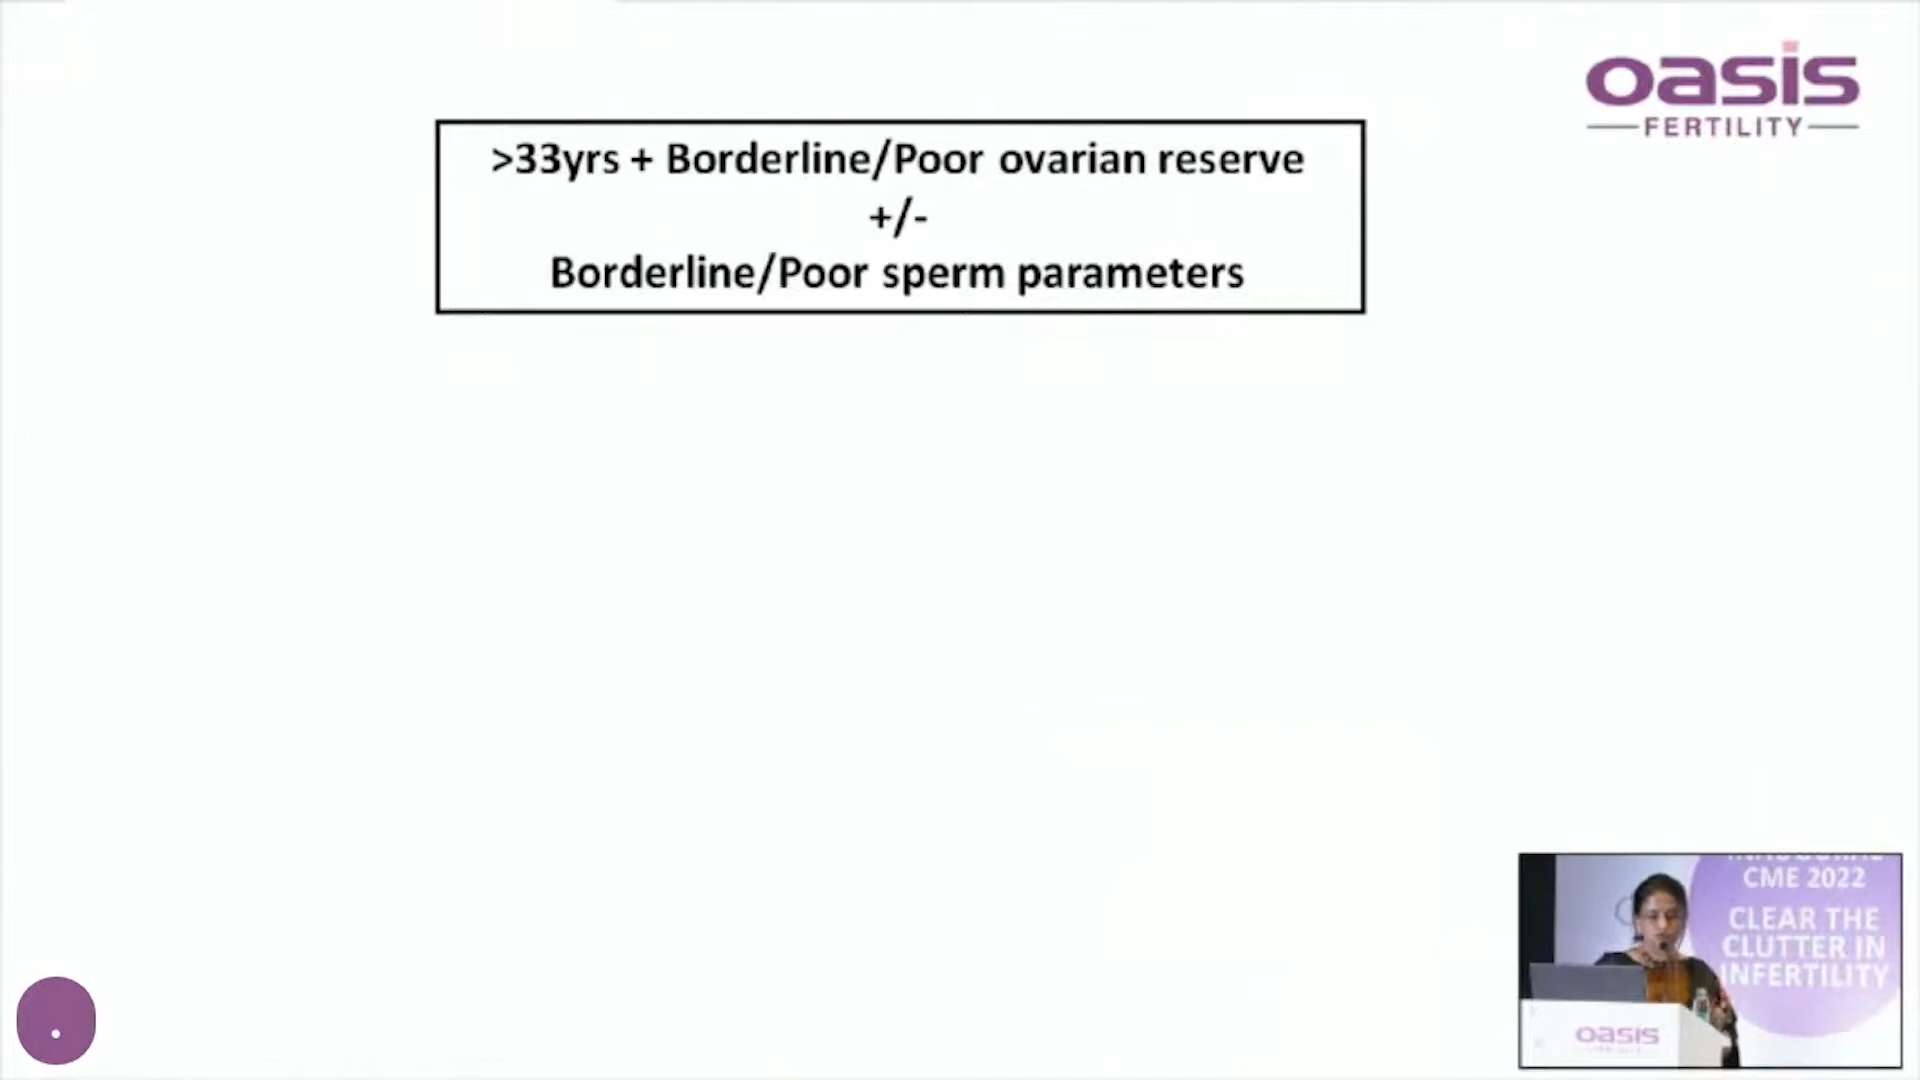 oasis
FERTILITY
>33yrs + Borderline/Poor ovarian reserve
+/-
Borderline/Poor sperm parameters
CME 2022
CLEAR THE
CLUTTER IN
INFERTILITY
oasis